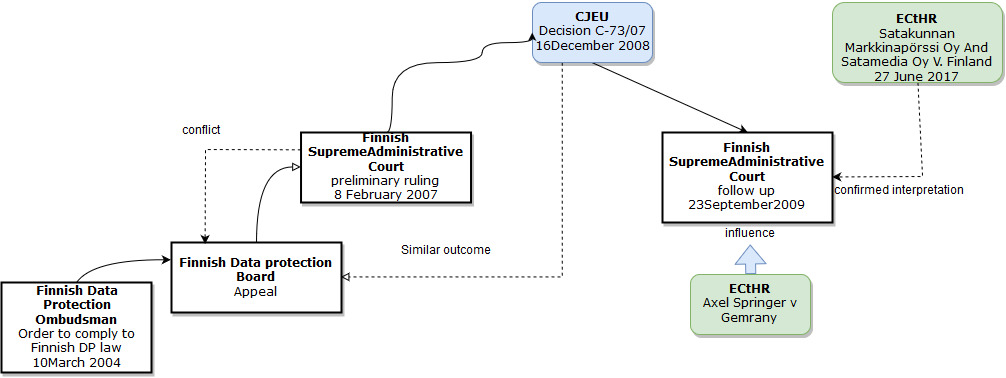 CJEU
Decision C-73/07
16December 2008
ECtHR
Satakunnan
Markkinapörssi Oy And
Satamedia Oy V. Finland
27 June 2017
conflict
Finnish
SupremeAdministrative
Court
preliminary ruling
8 February 2007
Finnish
SupremeAdministrative
Court
follow up
23September2009
confirmed interpretation
influence
Similar outcome
Finnish Data protection
Board
Appeal
ECtHR
Axel Springer v
Gemrany
Finnish Data
Protection
Ombudsman
Order to comply to
Finnish DP law
10March 2004